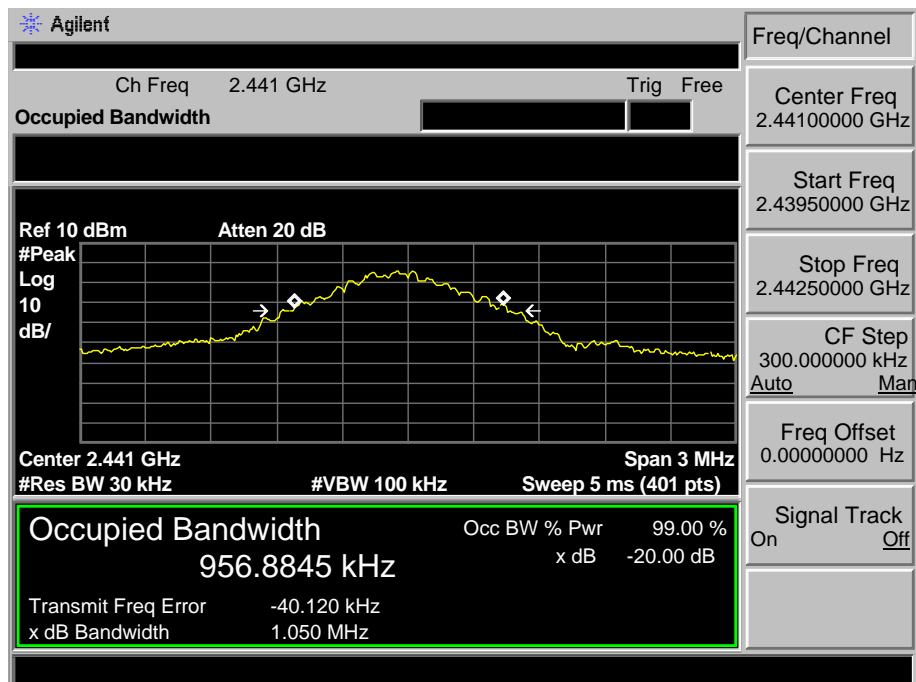 Agilent
Freq/Channel
Ch Freq 2.441 GHz Trig Free
Occupied Bandwidth
Center Freq
2.44100000 GHz
Start Freq
2.43950000 GHz
Ref 10 dBm Atten 20 dB
#Peak
Log
10
dB/
Stop Freq
2.44250000 GHz
CF Step
300.000000 kHz
Auto Man
Freq Offset
0.00000000 Hz
Center 2.441 GHz Span 3 MHz
#Res BW 30 kHz #VBW 100 kHz Sweep 5 ms (401 pts)
Signal Track
On Off
Occupied Bandwidth
956.8845 kHz
Occ BW % Pwr 99.00 %
x dB -20.00 dB
Transmit Freq Error -40.120 kHz
x dB Bandwidth 1.050 MHz